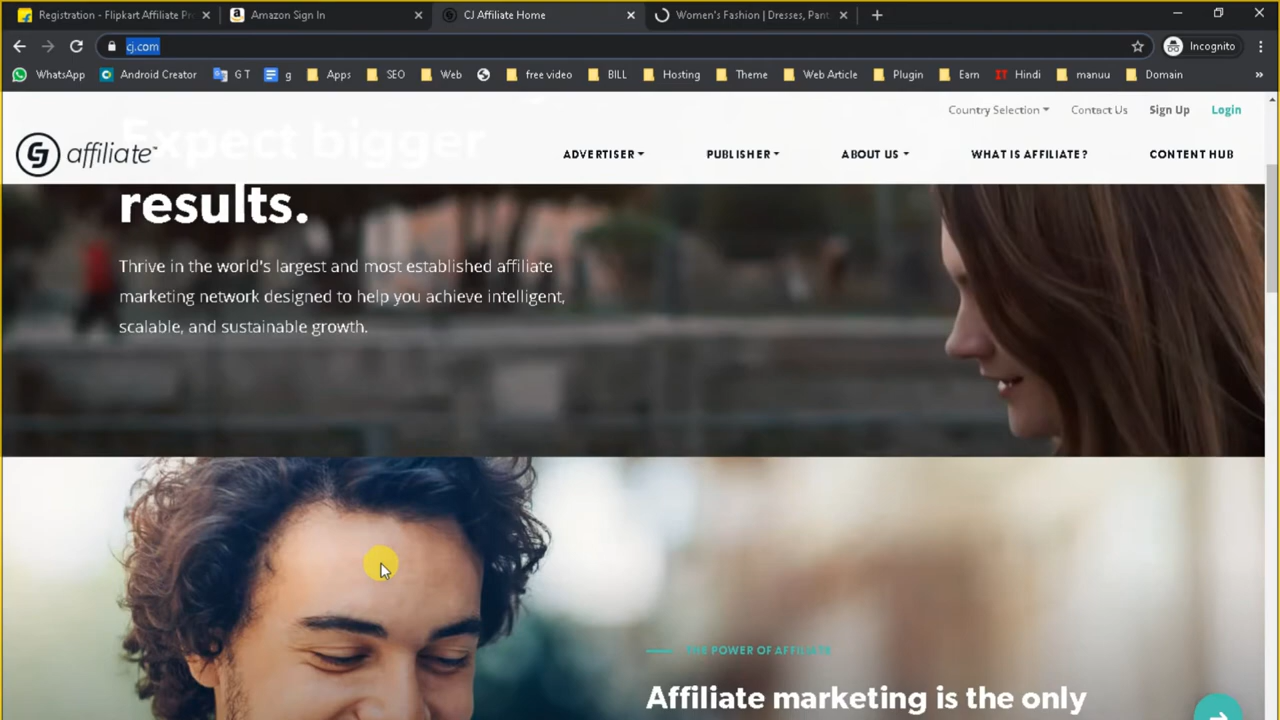 Registration - Flipkart Affiliate Pr
Amazon Sign In
CJ Affiliate Home
Women's Fashion | Dresses, Pant
cj.com
Incognito
WhatsApp
Android Creator
G T
g
Apps
SEO
Web
free video
BILL
Hosting
Theme
Web Article
Plugin
Earn
Hindi
manuu
Domain
»
Country Selection
Contact Us
Sign Up
Login
affiliate
ADVERTISER
PUBLISHER
ABOUT US
WHAT IS AFFILIATE?
CONTENT HUB
Expect bigger
results.
Thrive in the world's largest and most established affiliate
marketing network designed to help you achieve intelligent,
scalable, and sustainable growth.
THE POWER OF AFFILIATE
Affiliate marketing is the only